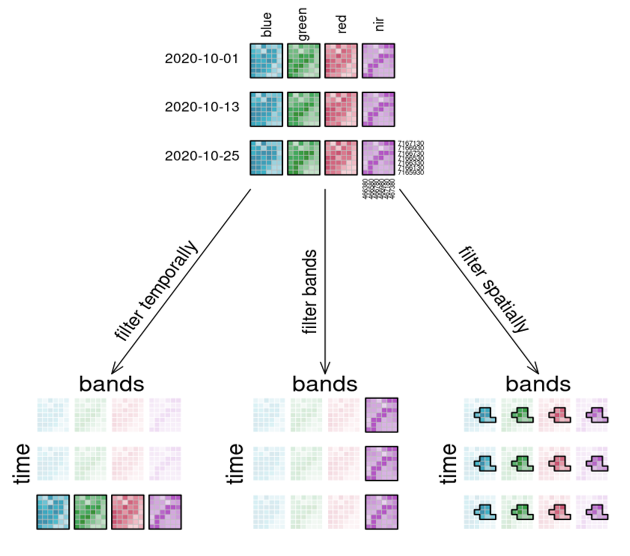 blue green red nir
2020-10-01
2020-10-13
2020-10-25
7167130
7166930
7166730
7166530
7166330
7166130
7165930
filter temporally
filter bands
filter spatially
bands
bands
bands
time
time
time